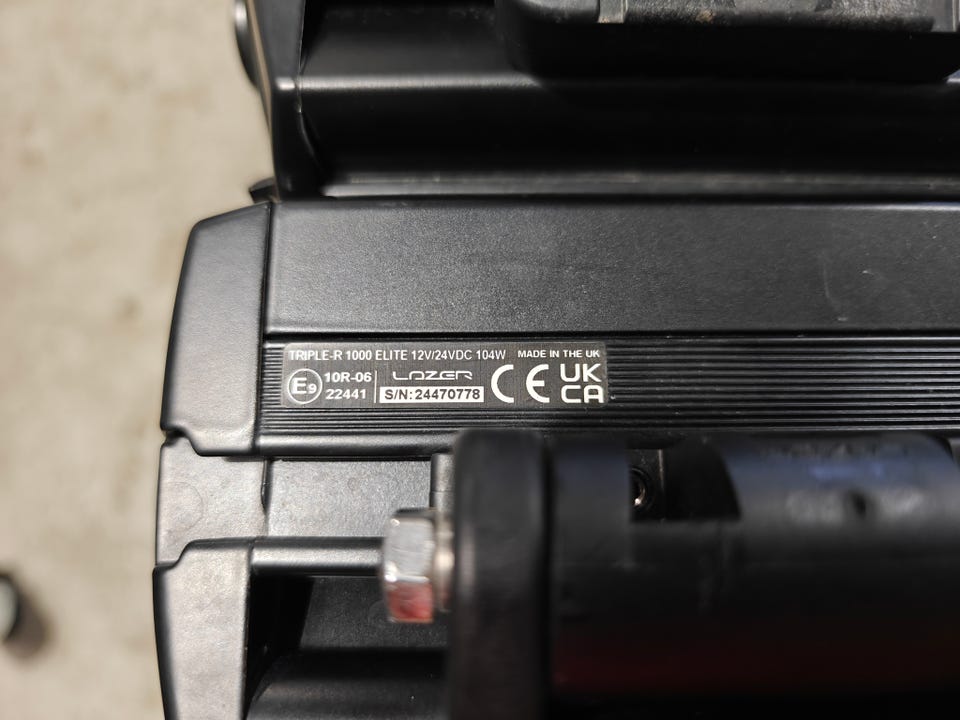 TRIPLE-R 1000 ELITE 12V/24VDC 104W MADE IN THE UK
E9 10R-06 LAZER CE UK
22441 S/N: 24470778 CA